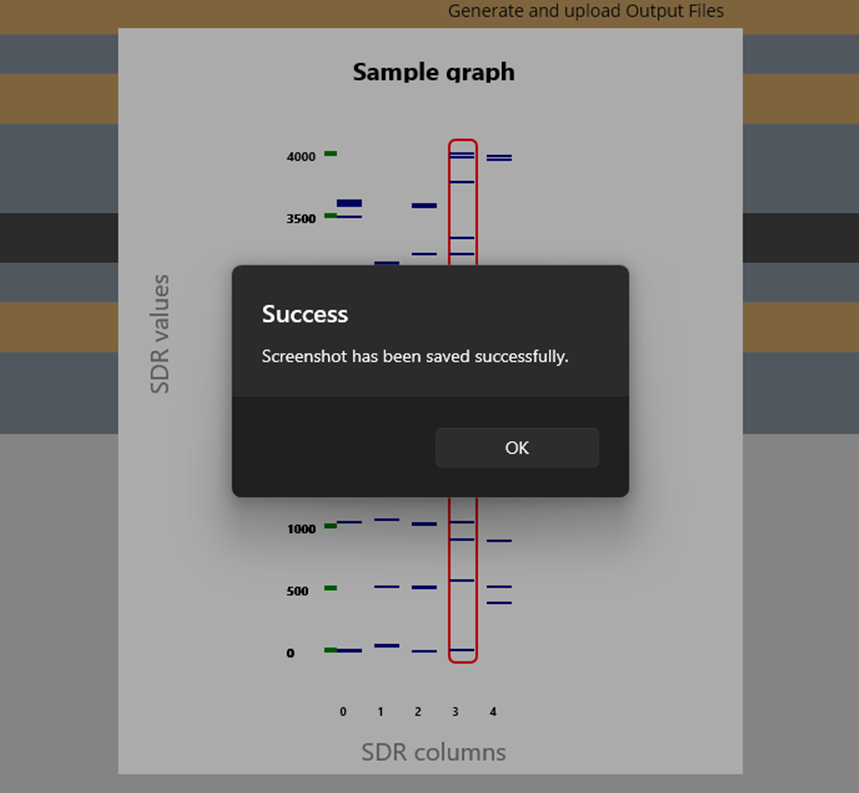 Generate and upload Output Files
Sample graph
4000
3500
SDR values
Success
Screenshot has been saved successfully.
OK
1000
500
0
0 1 2 3 4
SDR columns